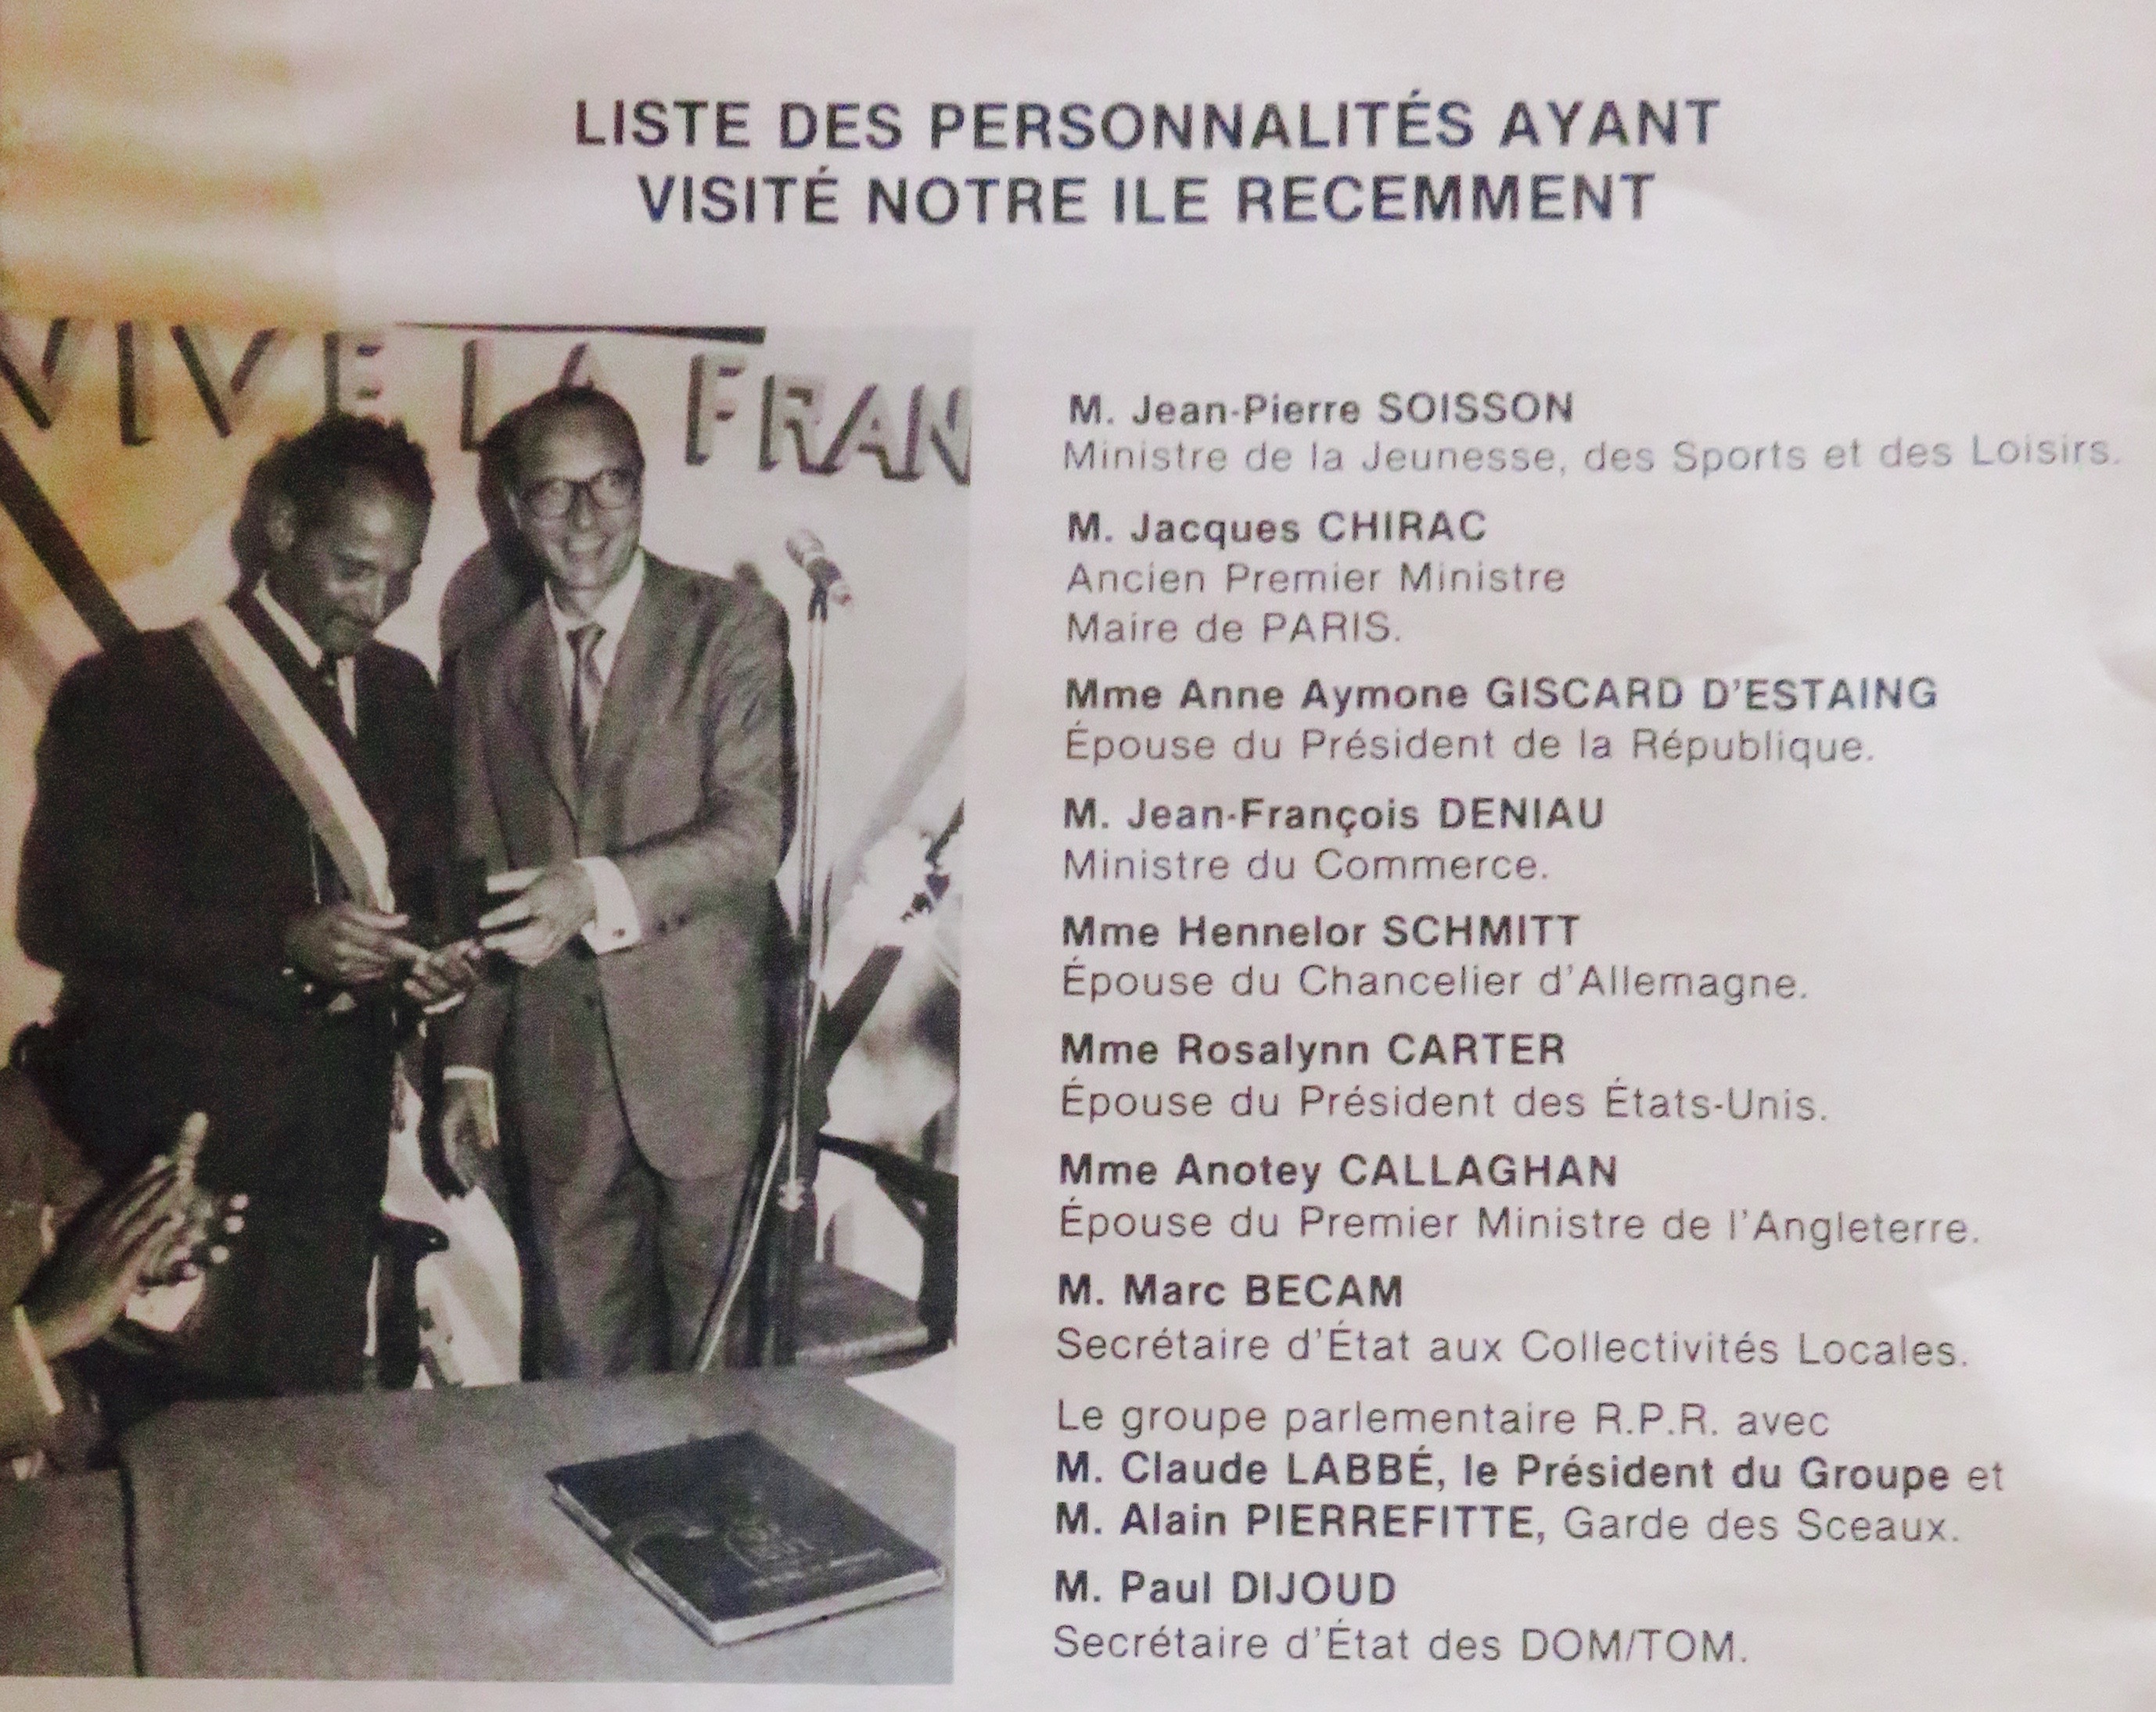 LISTE DES PERSONNALITÉS AYANT
VISITÉ NOTRE ILE RECEMMENT
VIVE LA FRAN
M. Jean-Pierre SOISSON
Ministre de la Jeunesse, des Sports et des Loisirs.
M. Jacques CHIRAC
Ancien Premier Ministre
Maire de PARIS.
Mme Anne Aymone GISCARD D'ESTAING
Épouse du Président de la République.
M. Jean-François DENIAU
Ministre du Commerce.
Mme Hennelor SCHMITT
Épouse du Chancelier d'Allemagne.
Mme Rosalynn CARTER
Épouse du Président des États-Unis.
Mme Anotey CALLAGHAN
Épouse du Premier Ministre de l'Angleterre.
M. Marc BECAM
Secrétaire d'État aux Collectivités Locales.
Le groupe parlementaire R.P.R. avec
M. Claude LABBÉ, le Président du Groupe et
M. Alain PIERREFITTE, Garde des Sceaux.
M. Paul DIJOUD
Secrétaire d'État des DOM/TOM.